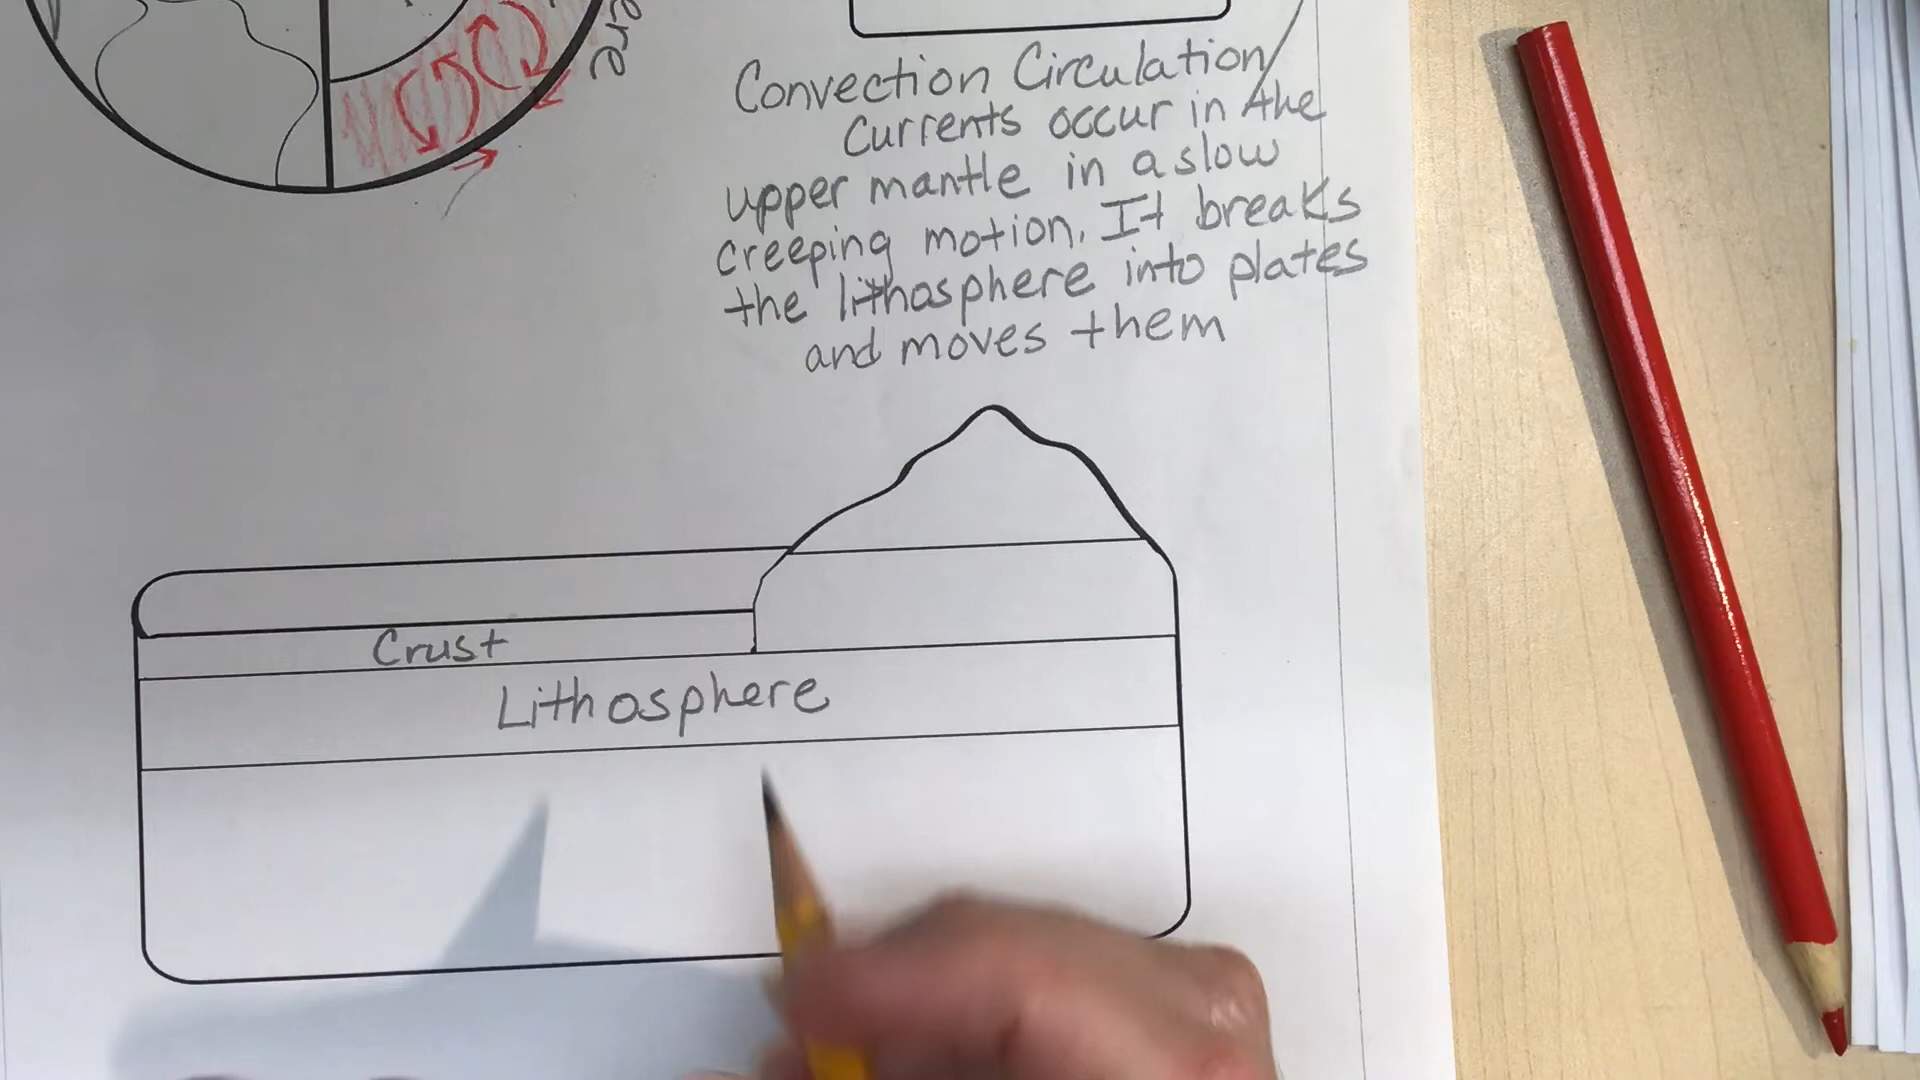 Convection Circulation
Currents occur in the
upper mantle in a slow
creeping motion. It breaks
the lithosphere into plates
and moves them
Crust
Lithosphere